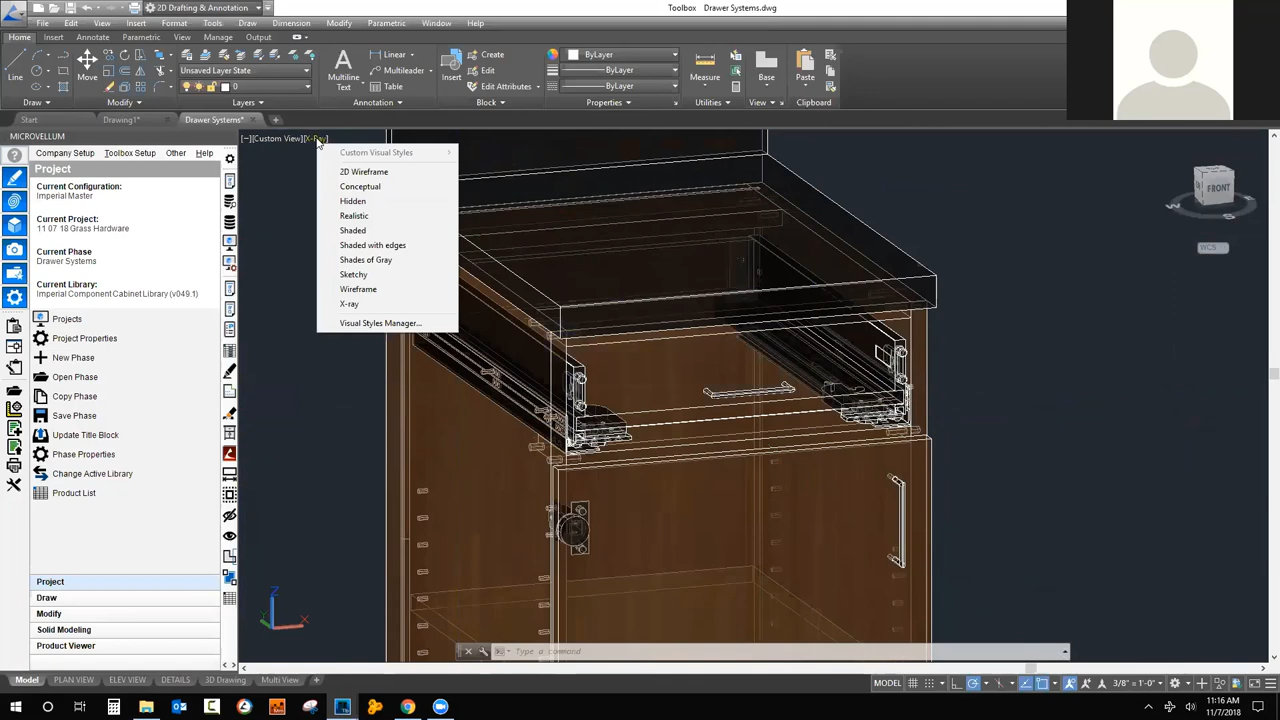 2D Drafting & Annotation
Toolbox Drawer Systems.dwg
File Edit View Insert Format Tools Draw Dimension Modify Parametric Window Help
Home Insert Annotate Parametric View Manage Output
Line
Move
Unsaved Layer State
0
Multiline
Text
Linear
Multileader
Table
Insert
Create
Edit
Edit Attributes
ByLayer
ByLayer
ByLayer
Measure
Base
Paste
Draw Modify Layers Annotation Block Properties Utilities View Clipboard
Start Drawing1* Drawer Systems*
MICROVELLUM
Company Setup Toolbox Setup Other Help
Project
Current Configuration:
Imperial Master
Current Project:
11 07 18 Grass Hardware
Current Phase
Drawer Systems
Current Library:
Imperial Component Cabinet Library (v049.1)
Projects
Project Properties
New Phase
Open Phase
Copy Phase
Save Phase
Update Title Block
Phase Properties
Change Active Library
Product List
Project
Draw
Modify
Solid Modeling
Product Viewer
[−][Custom View][X-Ray]
Custom Visual Styles
2D Wireframe
Conceptual
Hidden
Realistic
Shaded
Shaded with edges
Shades of Gray
Sketchy
Wireframe
X-ray
Visual Styles Manager...
FRONT
W
S
WCS
Z
Y
X
Type a command
Model PLAN VIEW ELEV VIEW DETAILS 3D Drawing Multi View
MODEL
3/8" = 1'-0"
11:16 AM
11/7/2018